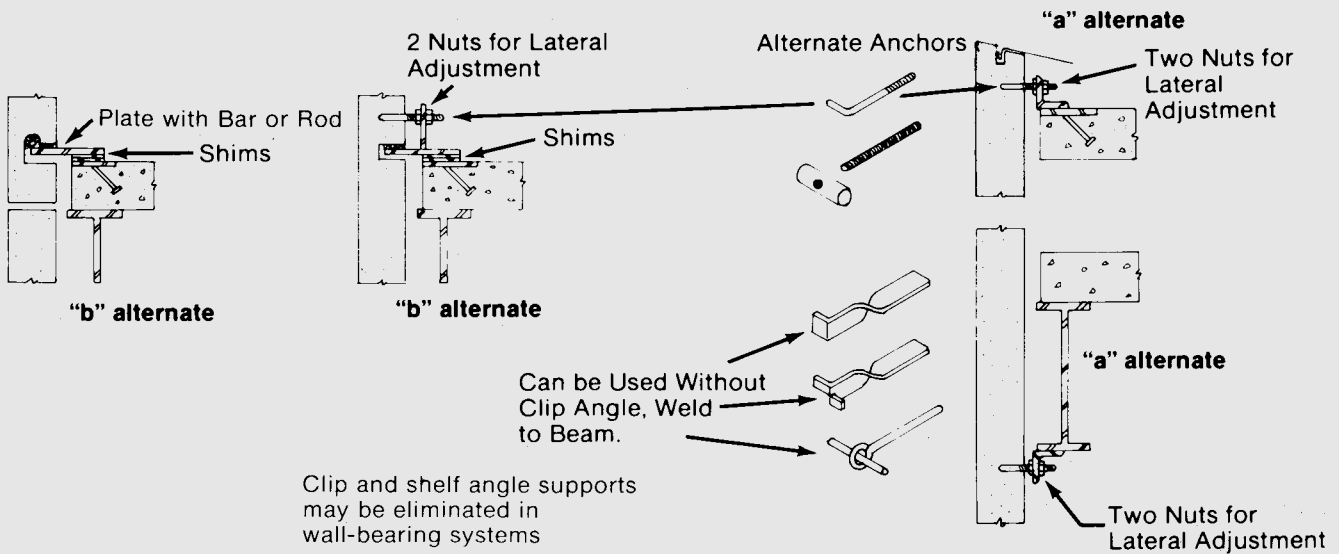 "a" alternate
2 Nuts for Lateral
Adjustment
Alternate Anchors
Two Nuts for
Lateral
Adjustment
Plate with Bar or Rod
Shims
Shims
"b" alternate
"b" alternate
"a" alternate
Can be Used Without
Clip Angle, Weld
to Beam.
Clip and shelf angle supports
may be eliminated in
wall-bearing systems
Two Nuts for
Lateral Adjustment